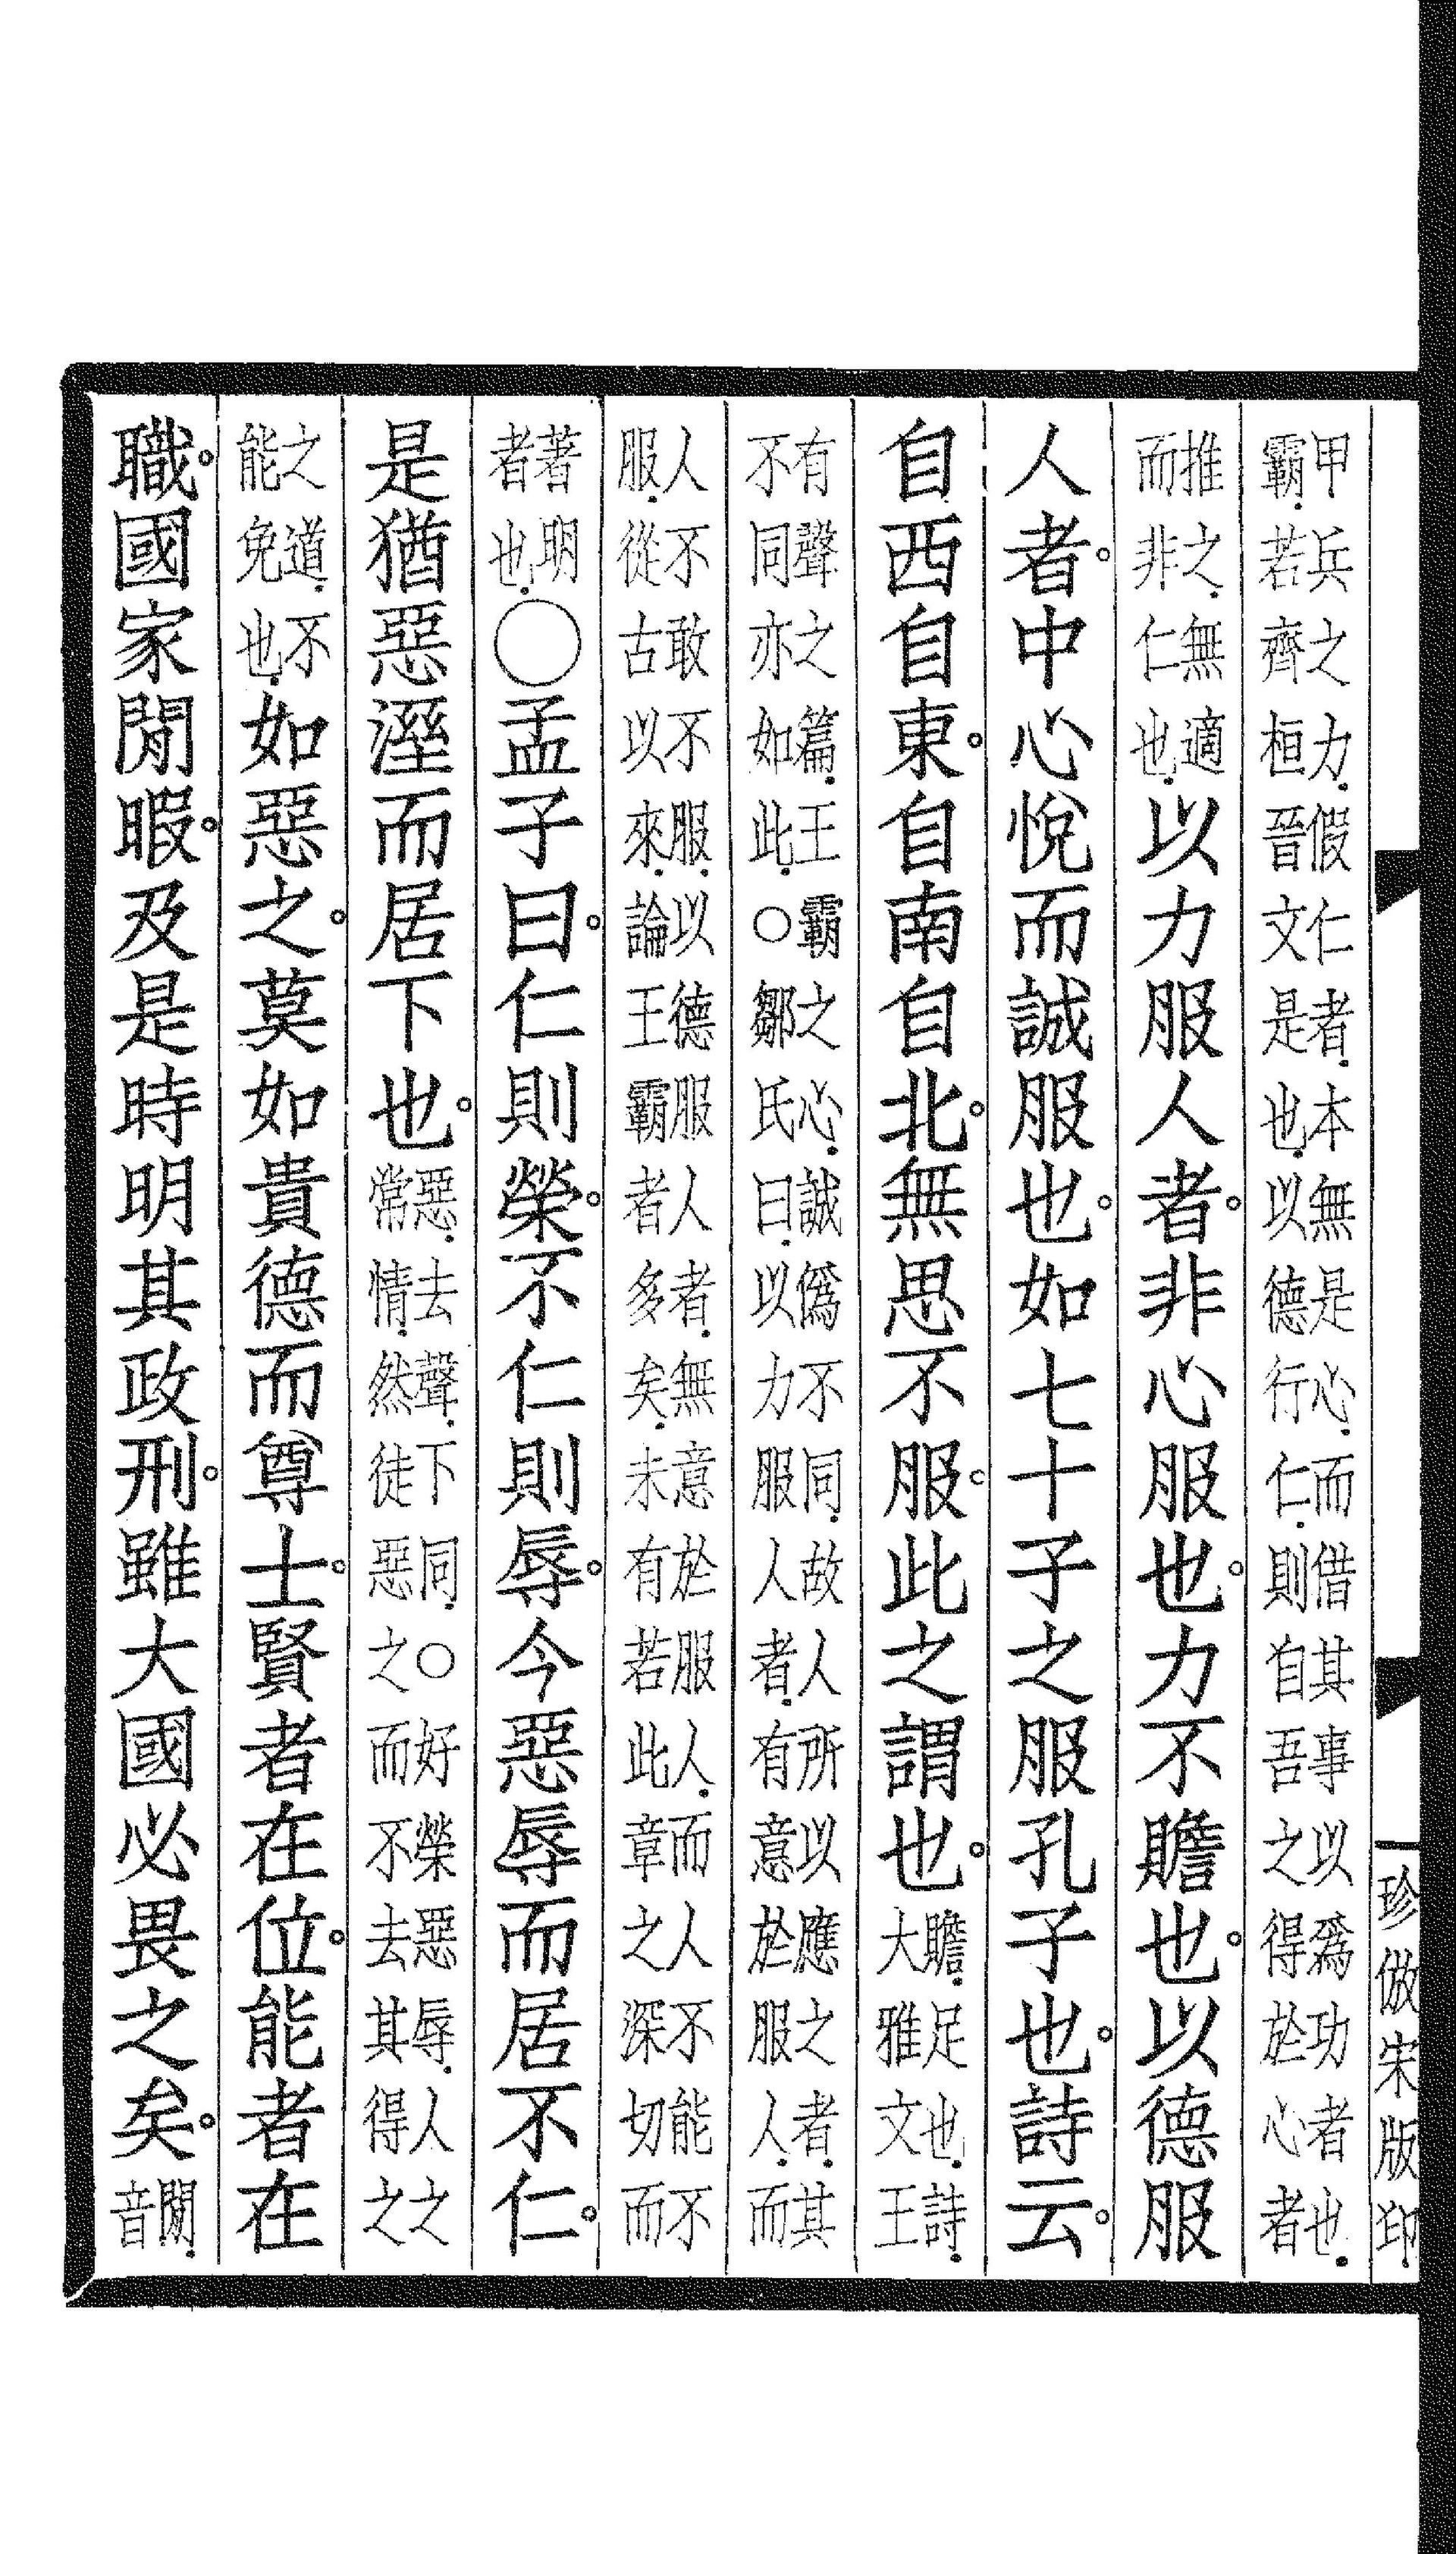 珍倣宋版印
甲兵之力.假仁者.本無是心.而借其事以爲功者也.
霸.若齊桓晉文是也.以德行仁.則自吾之得於心者
推之.無適
而非仁也.
以力服人者。非心服也。力不贍也。以德服
人者。中心悅而誠服也。如七十子之服孔子也。詩云。
自西自東。自南自北。無思不服。此之謂也。
贍.足也.詩.
大雅文王
有聲之篇.王霸之心.誠僞不同.故人所以應之者.其
不同亦如此.○鄒氏曰.以力服人者.有意於服人.而
人不敢不服.以德服人者.無意於服人.而人不能不
服.從古以來.論王霸者多矣.未有若此章之深切而
著明
者也.
○孟子曰。仁則榮。不仁則辱。今惡辱而居不仁。
是猶惡溼而居下也。
惡.去聲.下同.○好榮惡辱.人之
常情.然徒惡之而不去其得之
之道.不
能免也.
如惡之。莫如貴德而尊士。賢者在位。能者在
職。國家閒暇。及是時明其政刑。雖大國必畏之矣。
閒.
音